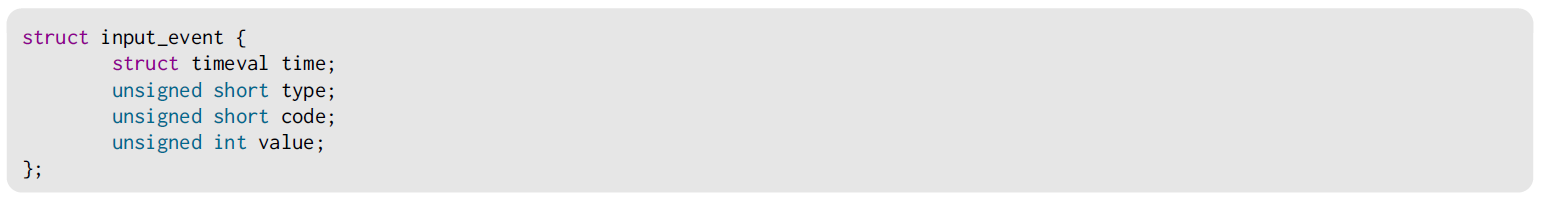 struct input_event {
        struct timeval time;
        unsigned short type;
        unsigned short code;
        unsigned int value;
};